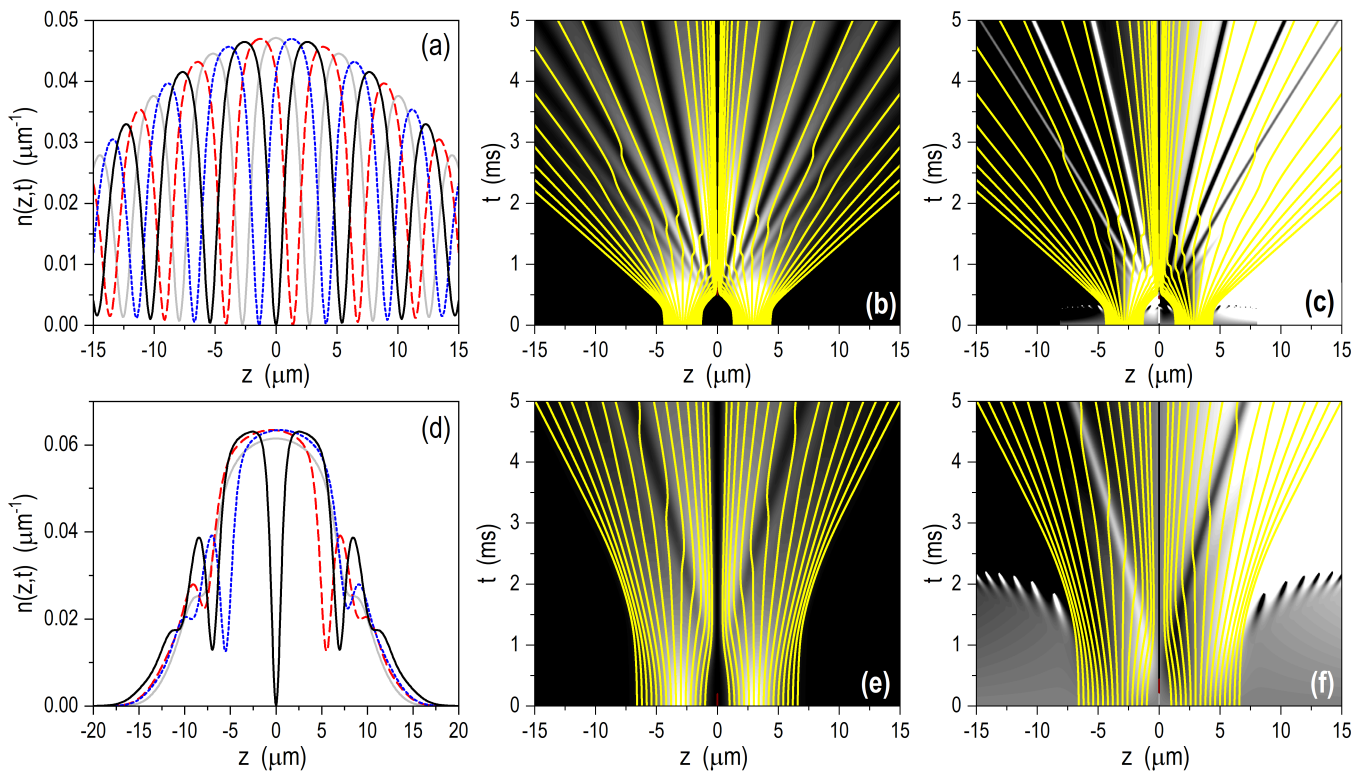 0.05
0.04
0.03
0.02
0.01
0.00
n(z,t) (μm⁻¹)
(a)
-15 -10 -5 0 5 10 15
z (μm)
5
4
3
2
1
0
t (ms)
(b)
-15 -10 -5 0 5 10 15
z (μm)
5
4
3
2
1
0
t (ms)
(c)
-15 -10 -5 0 5 10 15
z (μm)
0.06
0.04
0.02
0.00
n(z,t) (μm⁻¹)
(d)
-20 -15 -10 -5 0 5 10 15 20
z (μm)
5
4
3
2
1
0
t (ms)
(e)
-15 -10 -5 0 5 10 15
z (μm)
5
4
3
2
1
0
t (ms)
(f)
-15 -10 -5 0 5 10 15
z (μm)